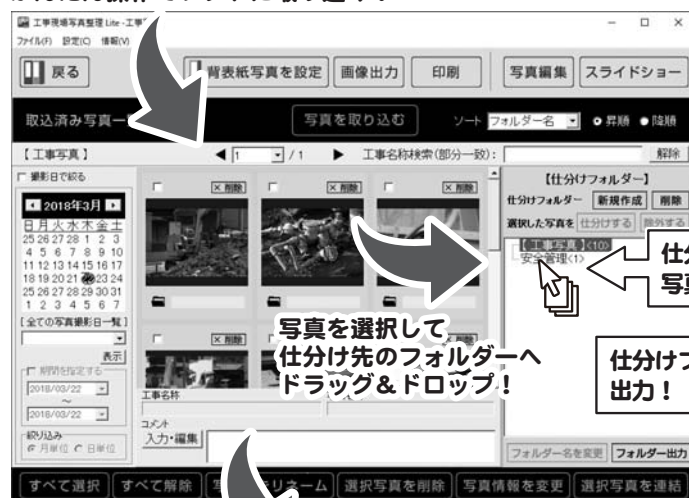 工事現場写真整理 Lite -工事
ファイル(F) 設定(C) 情報(V)
戻る 背表紙写真を設定 画像出力 印刷 写真編集 スライドショー
取込済み写真一 写真を取り込む ソート フォルダー名 昇順 降順
【工事写真】 ◀ 1 / 1 ▶ 工事名称検索(部分一致): 解除
撮影日で絞る
2018年3月
日 月 火 水 木 金 土
25 26 27 28 1 2 3
4 5 6 7 8 9 10
11 12 13 14 15 16 17
18 19 20 21 23 24
25 26 27 28 29 30 31
1 2 3 4 5 6 7
[全ての写真撮影日一覧]
表示
期間を指定する
2018/03/22
~
2018/03/22
絞り込み
月単位 日単位
× 削除 × 削除 × 削除
× 削除 × 削除 × 削除
写真を選択して
仕分け先のフォルダーへ
ドラッグ&ドロップ!
工事名称
コメント
入力・編集
【仕分けフォルダー】
仕分けフォルダー 新規作成 削除
選択した写真を 仕分けする 除外する
【工事写真】<10>
安全管理<1>
仕分
写真
仕分けフ
出力!
フォルダー名を変更 フォルダー出力
すべて選択 すべて解除 リネーム 選択写真を削除 写真情報を変更 選択写真を連結